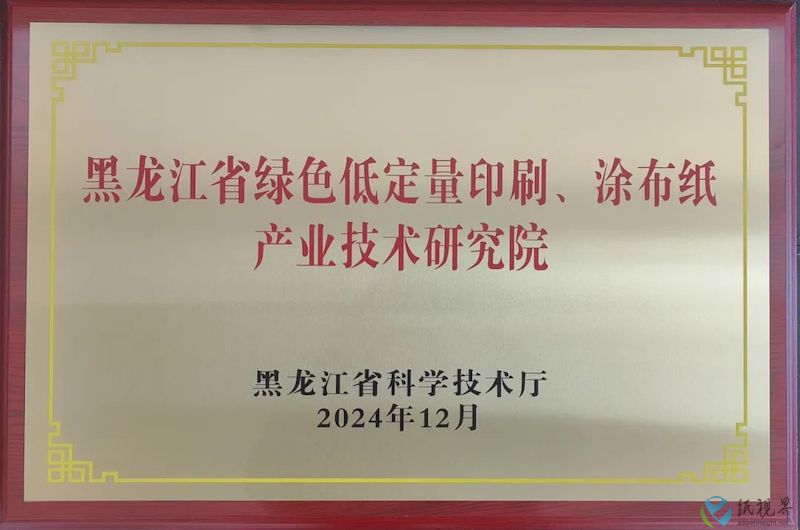 黑龙江省绿色低定量印刷、涂布纸
产业技术研究院
黑龙江省科学技术厅
2024年12月
纸视界
paperinsight.net